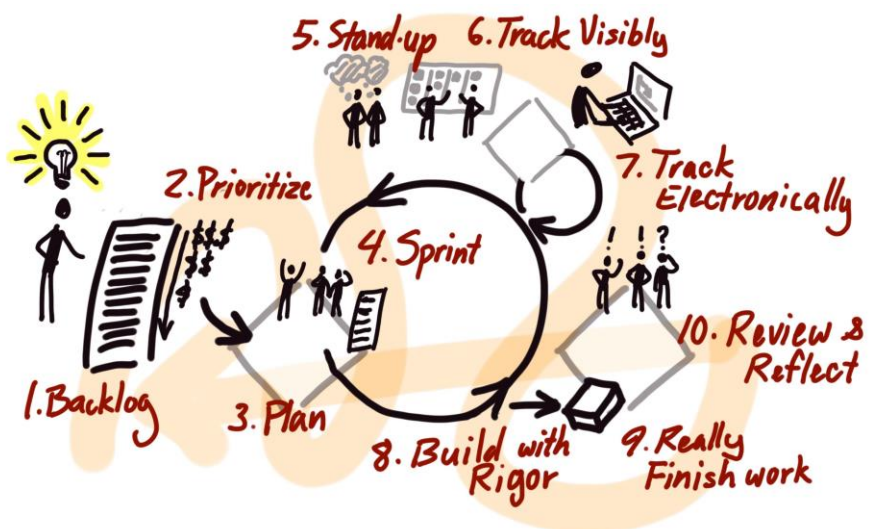 5. Stand-up
6. Track Visibly
2. Prioritize
7. Track
Electronically
$$$
$$
$
4. Sprint
! ! ?
10. Review &
Reflect
1. Backlog
3. Plan
8. Build with
Rigor
9. Really
Finish work